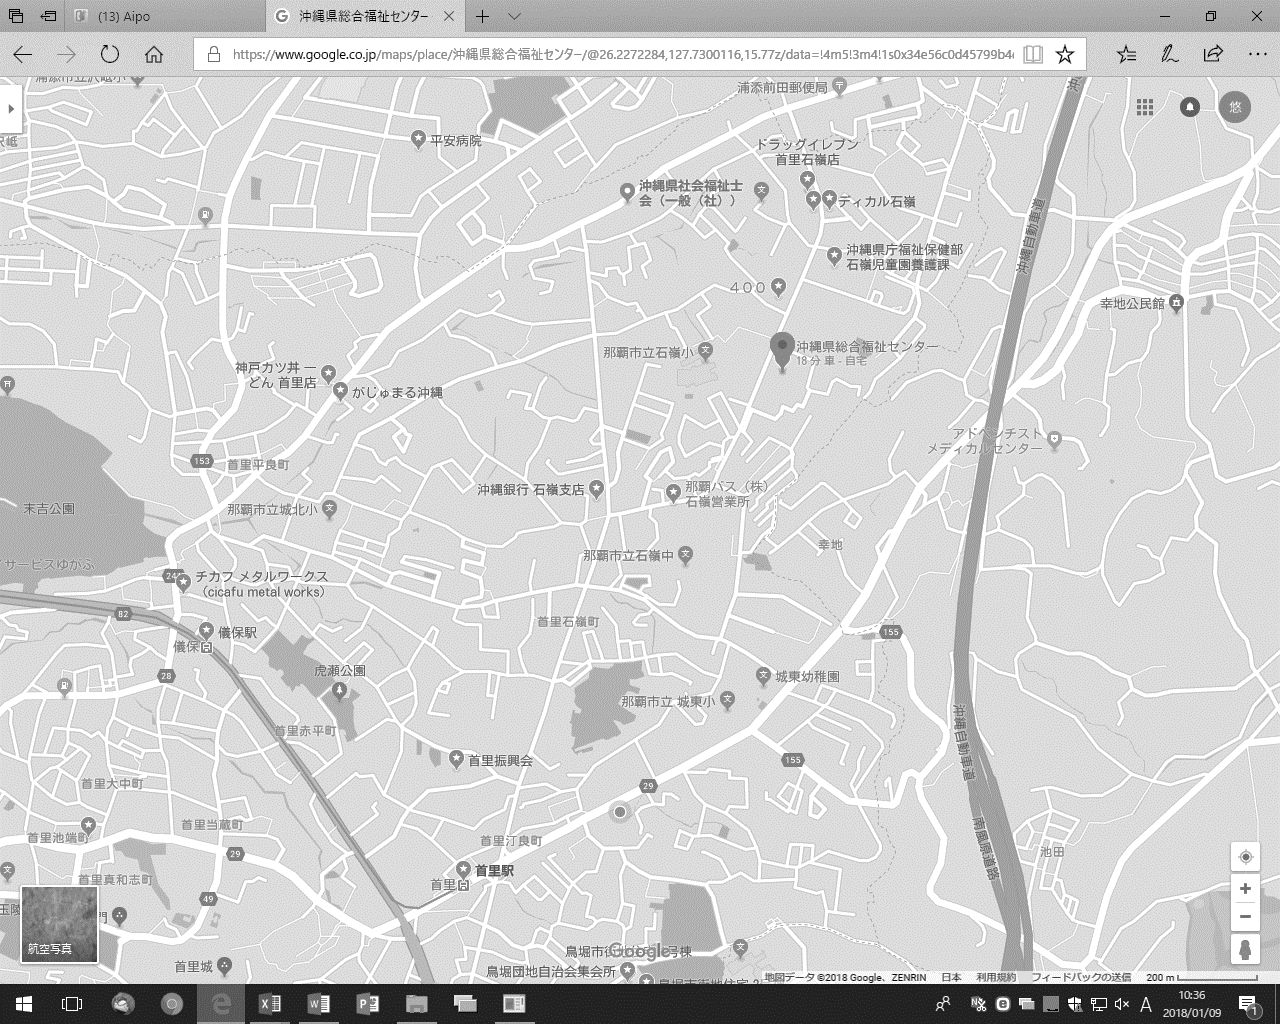 (13) Aipo
沖縄県総合福祉センター
https://www.google.co.jp/maps/place/沖縄県総合福祉センター/@26.2272284,127.7300116,15.77z/data=!4m5!3m4!1s0x34e56c0d45799b4
悠
浦添前田郵便局
平安病院
ドラッグイレブン
首里石嶺店
沖縄県社会福祉士
会（一般（社））
ディカル石嶺
沖縄自動車道
沖縄県庁福祉保健部
石嶺児童園養護課
400
幸地公民館
那覇市立石嶺小
沖縄県総合福祉センター
18 分 車 - 自宅
神戸カツ丼 一
どん 首里店
がじゅまる沖縄
アドベンチスト
メディカルセンター
153
首里平良町
沖縄銀行 石嶺支店
那覇バス（株）
石嶺営業所
末吉公園
那覇市立城北小
那覇市立石嶺中
幸地
イサービスゆがふ
チカフ メタルワークス
（cicafu metal works）
82
首里石嶺町
儀保駅
儀保
155
虎瀬公園
28
城東幼稚園
那覇市立 城東小
首里赤平町
沖縄自動車道
首里振興会
155
首里大中町
29
首里池端町
首里当蔵町
首里汀良町
南風原道路
池田
29
首里真和志町
首里駅
首里
49
航空写真
首里城
Google
鳥堀団地自治会集会所
地図データ ©2018 Google、ZENRIN
日本
利用規約
フィードバックの送信
200 m
A
10:36
2018/01/09
1